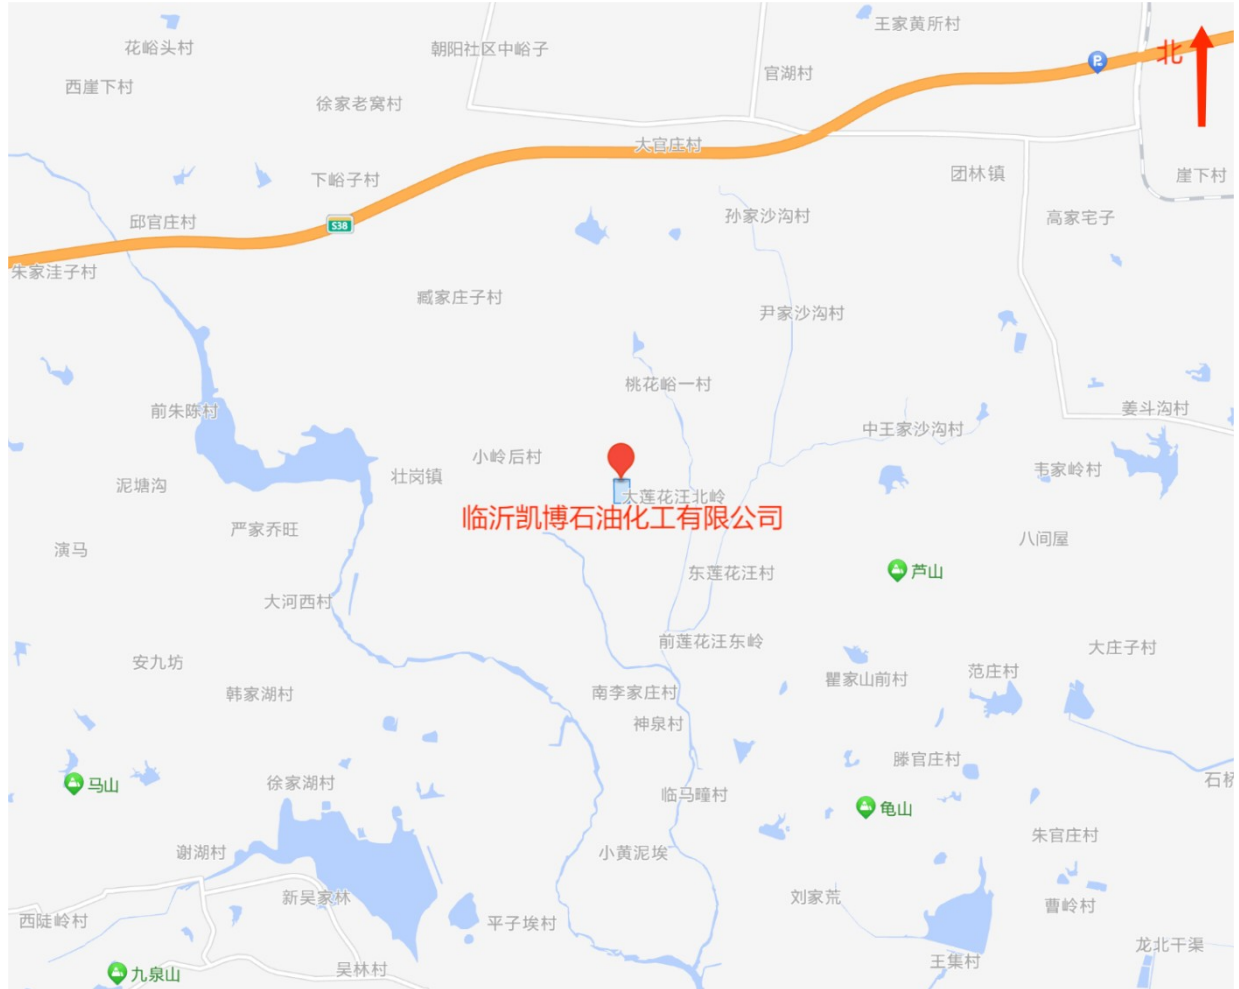 王家黄所村
花峪头村
朝阳社区中峪子
北
官湖村
西崖下村
徐家老窝村
大官庄村
团林镇
崖下村
下峪子村
孙家沙沟村
高家宅子
邱官庄村
S38
朱家洼子村
臧家庄子村
尹家沙沟村
桃花峪一村
前朱陈村
姜斗沟村
中王家沙沟村
小岭后村
韦家岭村
壮岗镇
泥塘沟
大莲花汪北岭
临沂凯博石油化工有限公司
严家乔旺
八间屋
演马
东莲花汪村
芦山
大河西村
前莲花汪东岭
大庄子村
安九坊
范庄村
瞿家山前村
韩家湖村
南李家庄村
神泉村
滕官庄村
石桥
徐家湖村
马山
临马疃村
龟山
朱官庄村
谢湖村
小黄泥埃
新吴家林
刘家荒
曹岭村
西陡岭村
平子埃村
龙北干渠
王集村
吴林村
九泉山